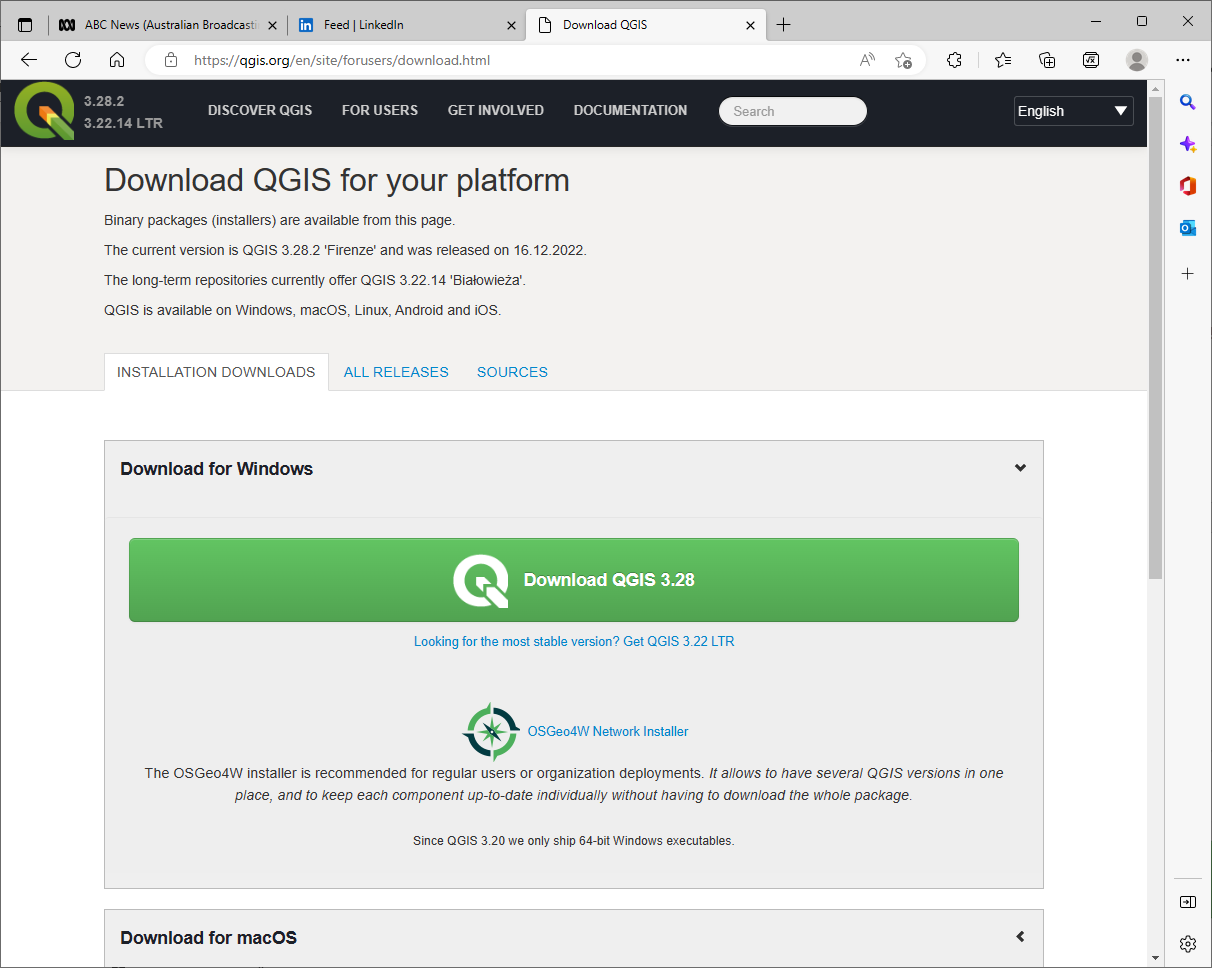 ABC News (Australian Broadcasti
Feed | LinkedIn
Download QGIS
https://qgis.org/en/site/forusers/download.html
3.28.2
3.22.14 LTR
DISCOVER QGIS
FOR USERS
GET INVOLVED
DOCUMENTATION
Search
English
Download QGIS for your platform
Binary packages (installers) are available from this page.
The current version is QGIS 3.28.2 'Firenze' and was released on 16.12.2022.
The long-term repositories currently offer QGIS 3.22.14 'Białowieża'.
QGIS is available on Windows, macOS, Linux, Android and iOS.
INSTALLATION DOWNLOADS
ALL RELEASES
SOURCES
Download for Windows
Download QGIS 3.28
Looking for the most stable version? Get QGIS 3.22 LTR
OSGeo4W Network Installer
The OSGeo4W installer is recommended for regular users or organization deployments. It allows to have several QGIS versions in one
place, and to keep each component up-to-date individually without having to download the whole package.
Since QGIS 3.20 we only ship 64-bit Windows executables.
Download for macOS